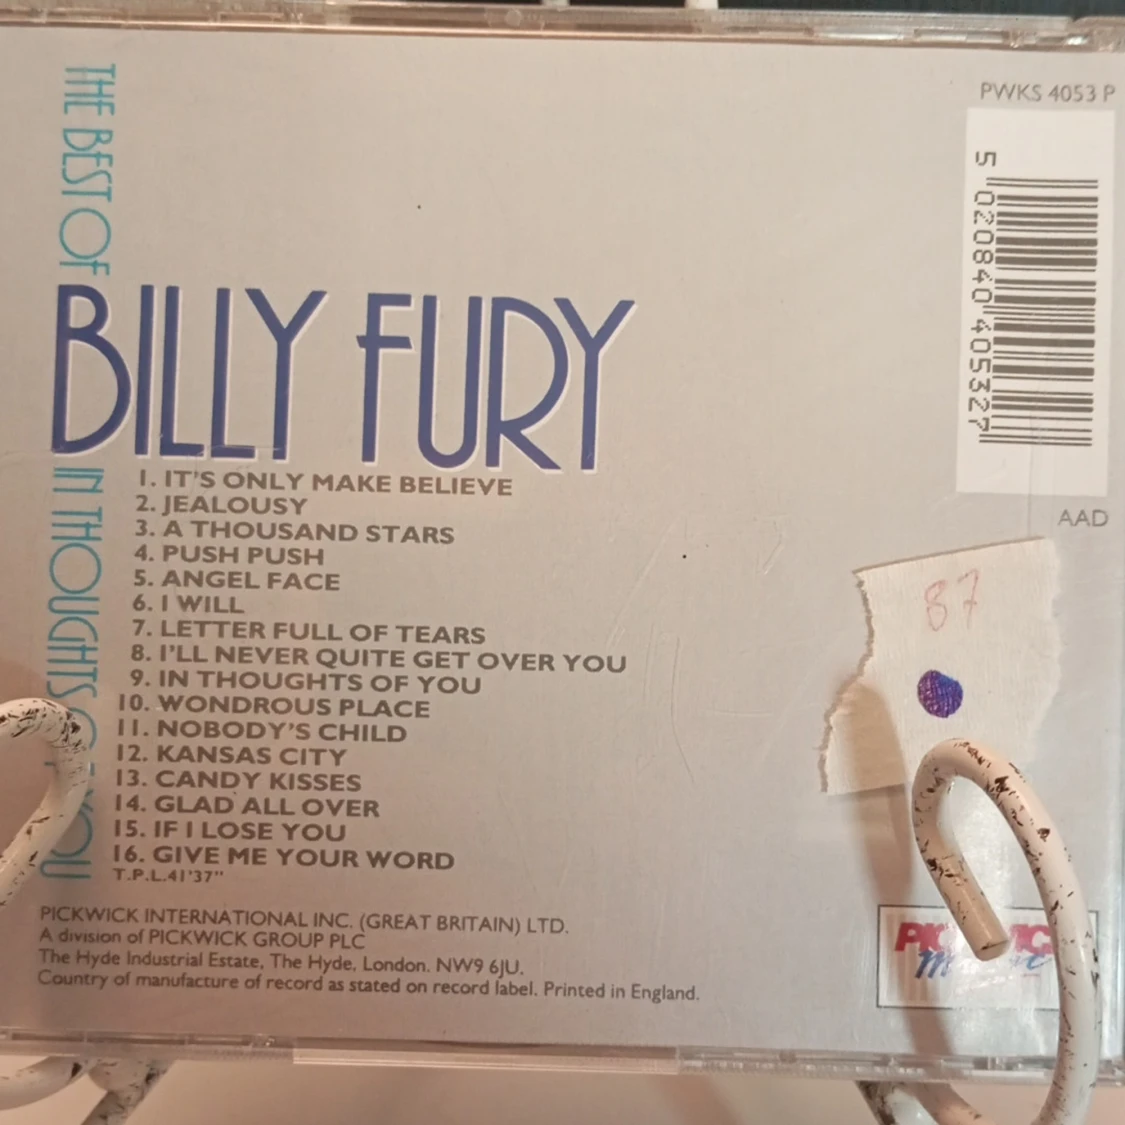 THE BEST OF
BILLY FURY
IN THOUGHTS OF YOU
PWKS 4053 P
5 020840 405327
AAD
87
1. IT'S ONLY MAKE BELIEVE
2. JEALOUSY
3. A THOUSAND STARS
4. PUSH PUSH
5. ANGEL FACE
6. I WILL
7. LETTER FULL OF TEARS
8. I'LL NEVER QUITE GET OVER YOU
9. IN THOUGHTS OF YOU
10. WONDROUS PLACE
11. NOBODY'S CHILD
12. KANSAS CITY
13. CANDY KISSES
14. GLAD ALL OVER
15. IF I LOSE YOU
16. GIVE ME YOUR WORD
T.P.L.41'37"
PICKWICK INTERNATIONAL INC. (GREAT BRITAIN) LTD.
A division of PICKWICK GROUP PLC
The Hyde Industrial Estate, The Hyde, London. NW9 6JU.
Country of manufacture of record as stated on record label. Printed in England.
PICKWICK
music